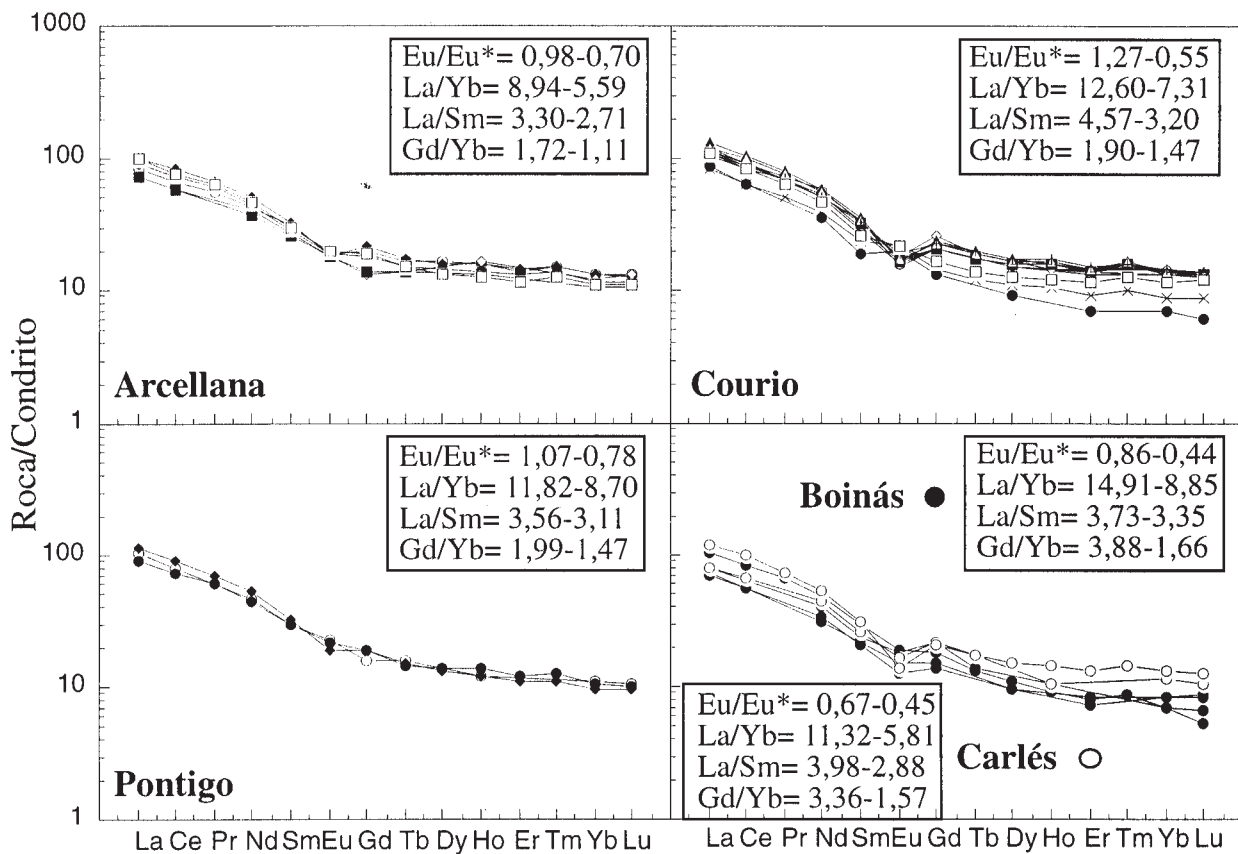 1000
100
10
1
Eu/Eu*= 0,98-0,70
La/Yb= 8,94-5,59
La/Sm= 3,30-2,71
Gd/Yb= 1,72-1,11
Arcellana
Eu/Eu*= 1,27-0,55
La/Yb= 12,60-7,31
La/Sm= 4,57-3,20
Gd/Yb= 1,90-1,47
Courio
Roca/Condrito
100
10
1
Eu/Eu*= 1,07-0,78
La/Yb= 11,82-8,70
La/Sm= 3,56-3,11
Gd/Yb= 1,99-1,47
Pontigo
Boinás
Eu/Eu*= 0,86-0,44
La/Yb= 14,91-8,85
La/Sm= 3,73-3,35
Gd/Yb= 3,88-1,66
Eu/Eu*= 0,67-0,45
La/Yb= 11,32-5,81
La/Sm= 3,98-2,88
Gd/Yb= 3,36-1,57
Carlés
La Ce Pr Nd Sm Eu Gd Tb Dy Ho Er Tm Yb Lu
La Ce Pr Nd Sm Eu Gd Tb Dy Ho Er Tm Yb Lu